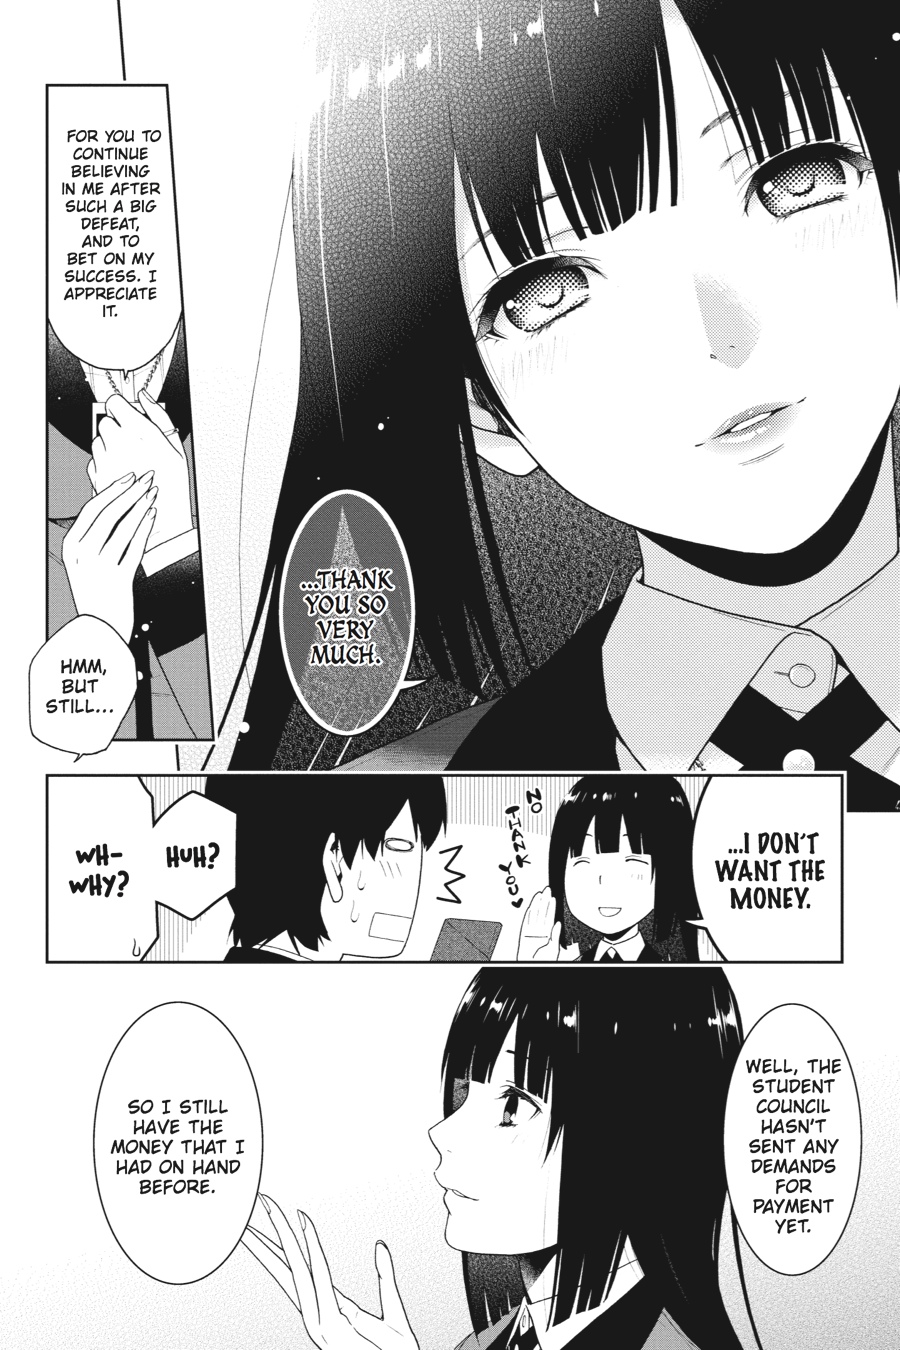 ...THANK
YOU SO
VERY
MUCH.
FOR YOU TO
CONTINUE
BELIEVING
IN ME AFTER
SUCH A BIG
DEFEAT,
AND TO
BET ON MY
SUCCESS. I
APPRECIATE
IT.
HMM,
BUT
STILL...
...I DON'T
WANT THE
MONEY.
NO
THANK
YOU♥
HUH?
WH-
WHY?
WELL, THE
STUDENT
COUNCIL
HASN'T
SENT ANY
DEMANDS
FOR
PAYMENT
YET.
SO I STILL
HAVE THE
MONEY THAT I
HAD ON HAND
BEFORE.